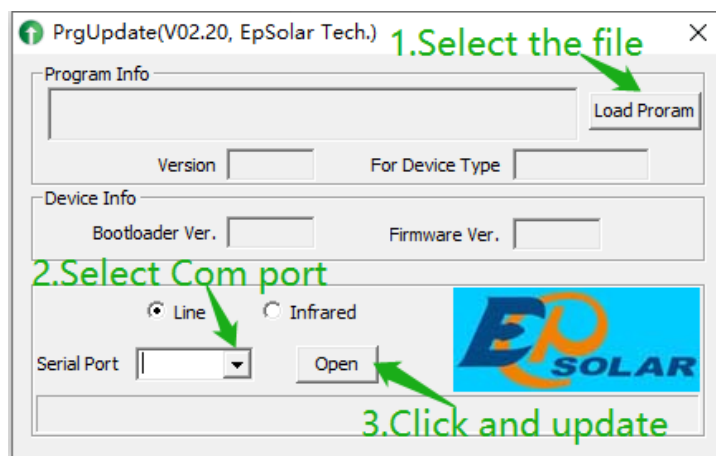 PrgUpdate(V02.20, EpSolar Tech.)
1.Select the file
Program Info
Load Proram
Version
For Device Type
Device Info
Bootloader Ver.
Firmware Ver.
2.Select Com port
Line
Infrared
Serial Port
Open
EP SOLAR
3.Click and update